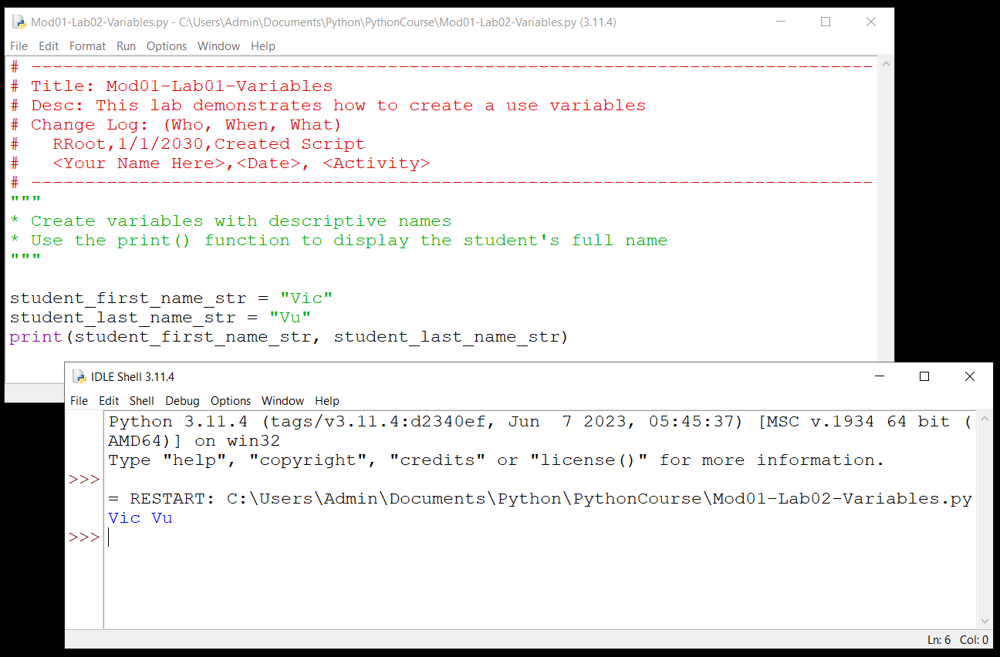 Mod01-Lab02-Variables.py - C:\Users\Admin\Documents\Python\PythonCourse\Mod01-Lab02-Variables.py (3.11.4)
File Edit Format Run Options Window Help
# ------------------------------------------------------------------------------
# Title: Mod01-Lab01-Variables
# Desc: This lab demonstrates how to create a use variables
# Change Log: (Who, When, What)
#   RRoot,1/1/2030,Created Script
#   <Your Name Here>,<Date>, <Activity>
# ------------------------------------------------------------------------------
"""
* Create variables with descriptive names
* Use the print() function to display the student's full name
"""
student_first_name_str = "Vic"
student_last_name_str = "Vu"
print(student_first_name_str, student_last_name_str)
IDLE Shell 3.11.4
File Edit Shell Debug Options Window Help
Python 3.11.4 (tags/v3.11.4:d2340ef, Jun  7 2023, 05:45:37) [MSC v.1934 64 bit (
AMD64)] on win32
Type "help", "copyright", "credits" or "license()" for more information.
>>>
= RESTART: C:\Users\Admin\Documents\Python\PythonCourse\Mod01-Lab02-Variables.py
Vic Vu
>>>
Ln: 6 Col: 0